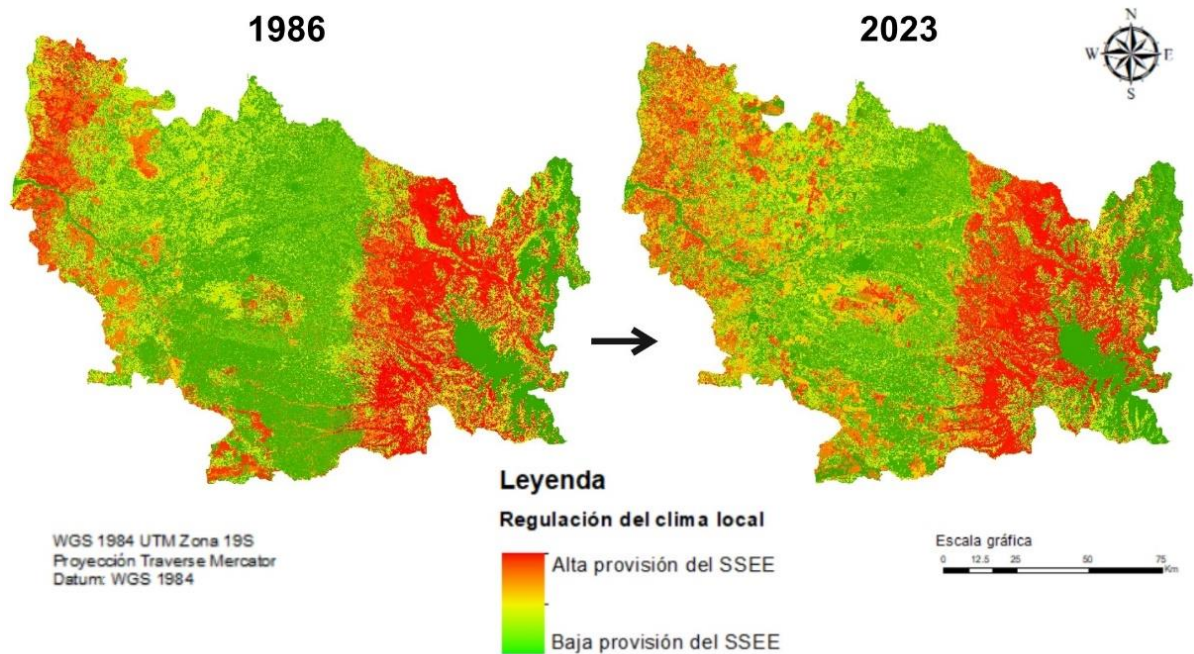 1986
2023
N
W E
S
Leyenda
Regulación del clima local
Alta provisión del SSEE
Baja provisión del SSEE
WGS 1984 UTM Zona 19S
Proyección Traverse Mercator
Datum: WGS 1984
Escala gráfica
0 12.5 25 50 75
Km